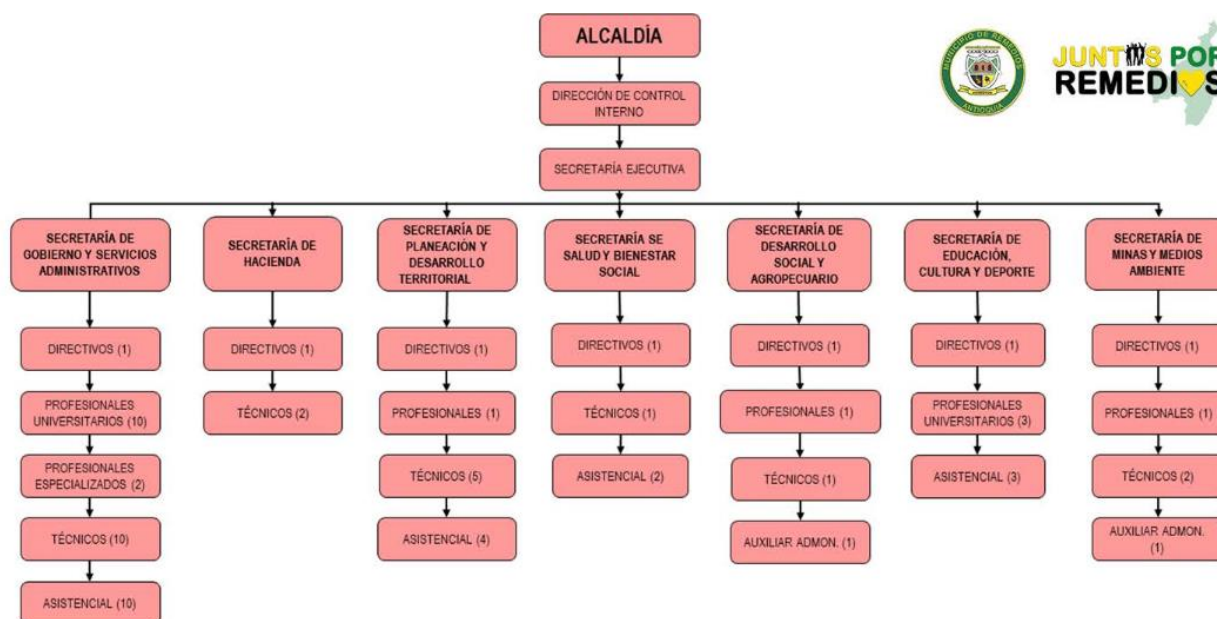 ALCALDÍA
MUNICIPIO DE REMEDIOS
ANTIOQUIA
JUNTOS POR
REMEDIOS
DIRECCIÓN DE CONTROL
INTERNO
SECRETARÍA EJECUTIVA
SECRETARÍA DE
GOBIERNO Y SERVICIOS
ADMINISTRATIVOS
DIRECTIVOS (1)
PROFESIONALES
UNIVERSITARIOS (10)
PROFESIONALES
ESPECIALIZADOS (2)
TÉCNICOS (10)
ASISTENCIAL (10)
SECRETARÍA DE
HACIENDA
DIRECTIVOS (1)
TÉCNICOS (2)
SECRETARÍA DE
PLANEACIÓN Y
DESARROLLO
TERRITORIAL
DIRECTIVOS (1)
PROFESIONALES (1)
TÉCNICOS (5)
ASISTENCIAL (4)
SECRETARÍA SE
SALUD Y BIENESTAR
SOCIAL
DIRECTIVOS (1)
TÉCNICOS (1)
ASISTENCIAL (2)
SECRETARÍA DE
DESARROLLO
SOCIAL Y
AGROPECUARIO
DIRECTIVOS (1)
PROFESIONALES (1)
TÉCNICOS (1)
AUXILIAR ADMON. (1)
SECRETARÍA DE
EDUCACIÓN,
CULTURA Y DEPORTE
DIRECTIVOS (1)
PROFESIONALES
UNIVERSITARIOS (3)
ASISTENCIAL (3)
SECRETARÍA DE
MINAS Y MEDIOS
AMBIENTE
DIRECTIVOS (1)
PROFESIONALES (1)
TÉCNICOS (2)
AUXILIAR ADMON.
(1)